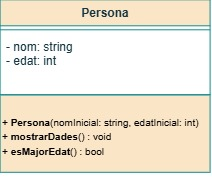 Persona
- nom: string
- edat: int
+ Persona(nomInicial: string, edatInicial: int)
+ mostrarDades() : void
+ esMajorEdat() : bool